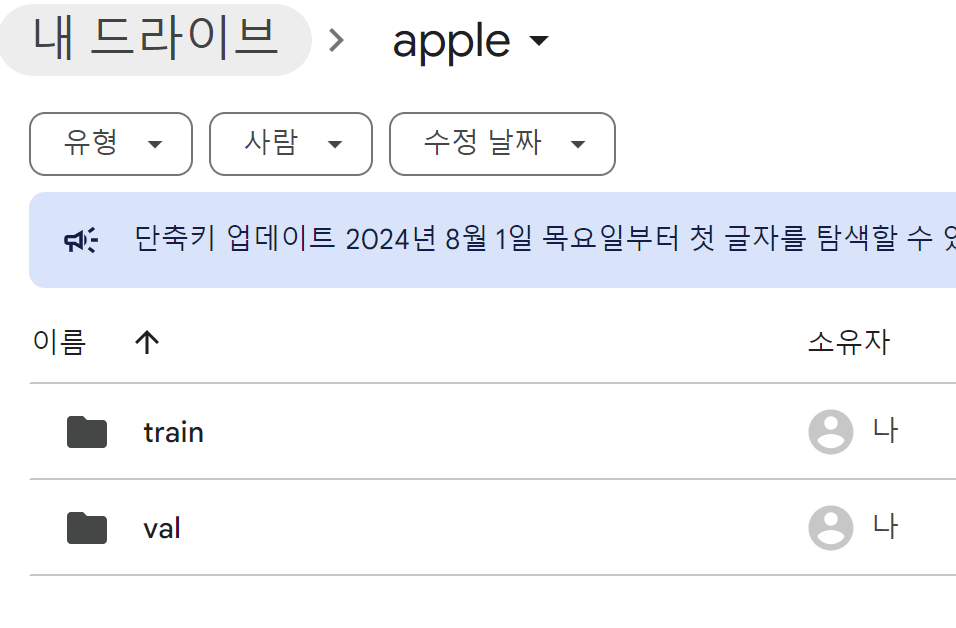 내 드라이브 > apple
유형 사람 수정 날짜
단축키 업데이트 2024년 8월 1일 목요일부터 첫 글자를 탐색할 수
이름 소유자
train 나
val 나